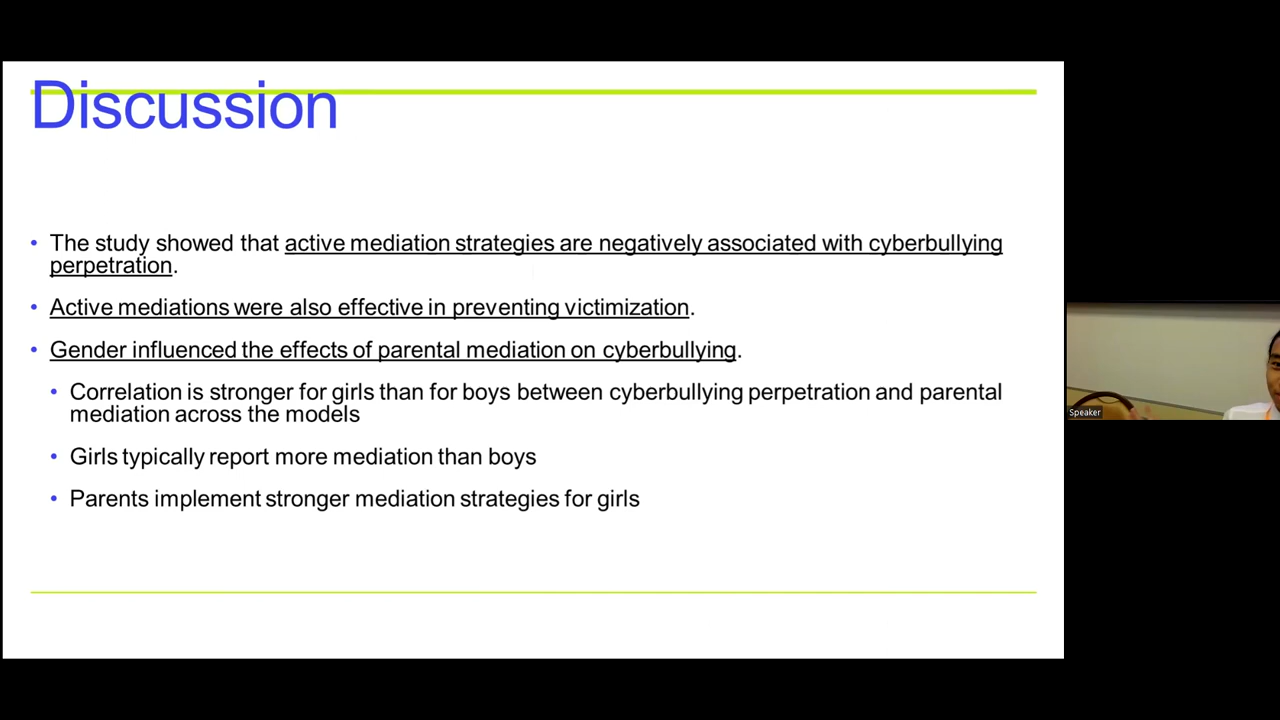 Discussion
• The study showed that active mediation strategies are negatively associated with cyberbullying
perpetration.
• Active mediations were also effective in preventing victimization.
• Gender influenced the effects of parental mediation on cyberbullying.
• Correlation is stronger for girls than for boys between cyberbullying perpetration and parental
mediation across the models
• Girls typically report more mediation than boys
• Parents implement stronger mediation strategies for girls
Speaker